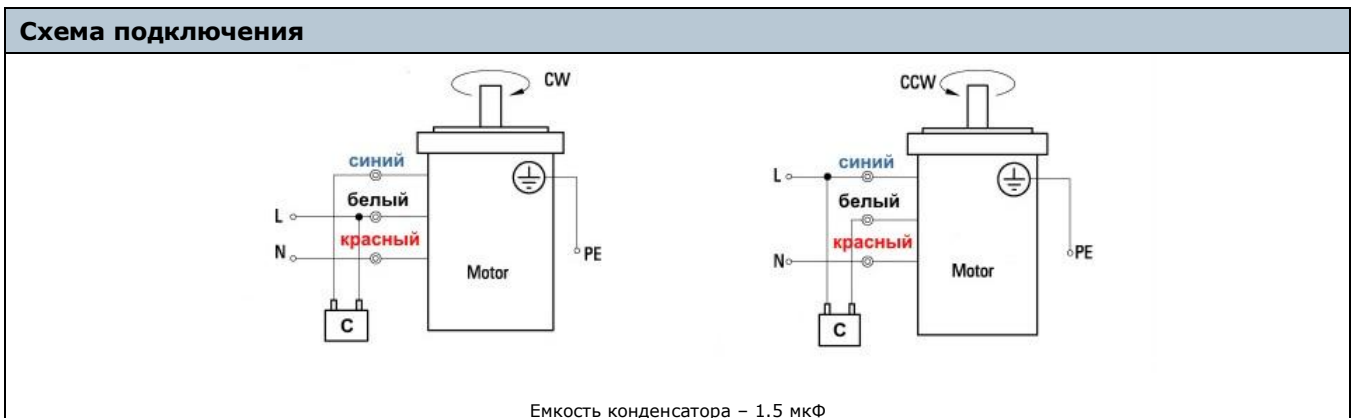 Схема подключения
CW
синий
белый
L
красный
N
PE
Motor
C
CCW
синий
L
белый
красный
N
PE
Motor
C
Емкость конденсатора – 1.5 мкФ